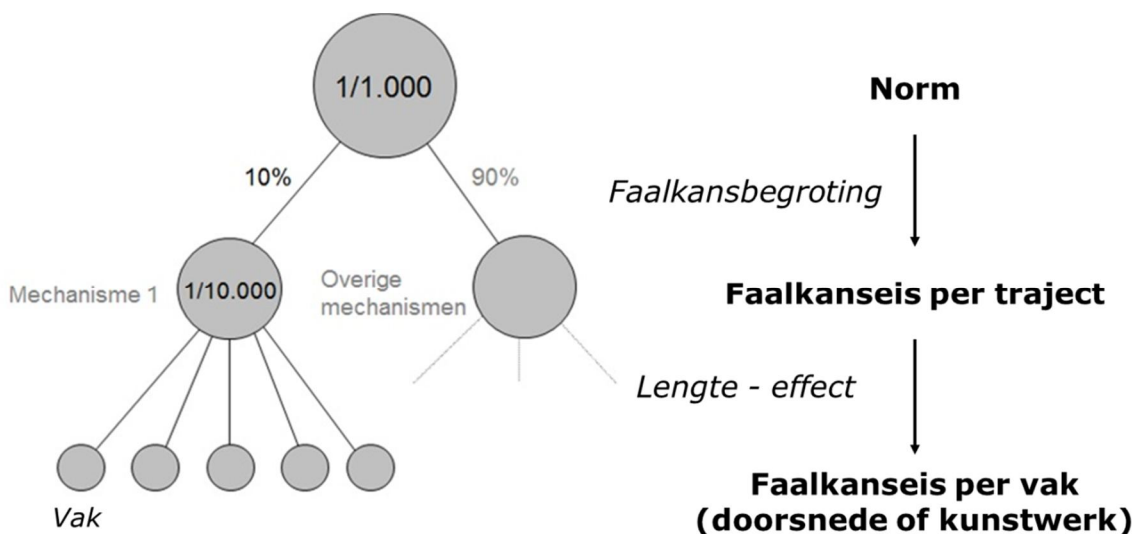 1/1.000
Norm
10%
90%
Faalkansbegroting
Mechanisme 1
1/10.000
Overige
mechanismen
Faalkanseis per traject
Lengte - effect
Vak
Faalkanseis per vak
(doorsnede of kunstwerk)